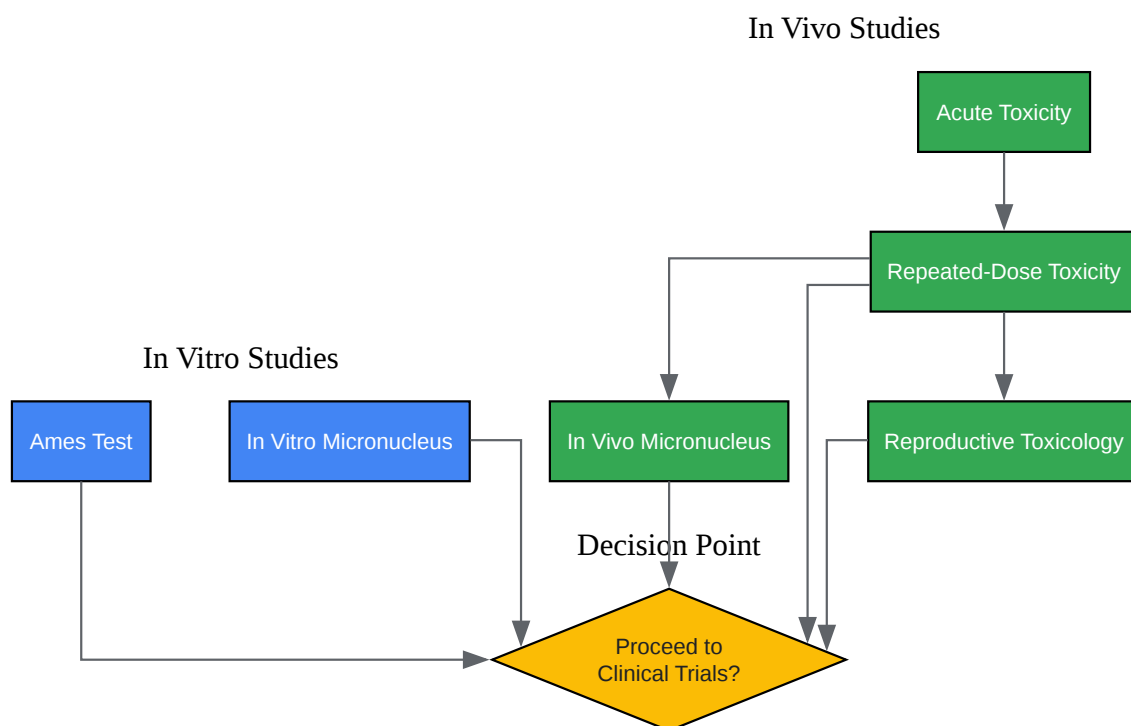 In Vivo Studies
Acute Toxicity
Repeated-Dose Toxicity
In Vitro Studies
Ames Test
In Vitro Micronucleus
In Vivo Micronucleus
Reproductive Toxicology
Decision Point
Proceed to
Clinical Trials?